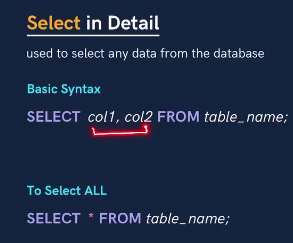 Select in Detail
used to select any data from the database
Basic Syntax
SELECT col1, col2 FROM table_name;
To Select ALL
SELECT * FROM table_name;